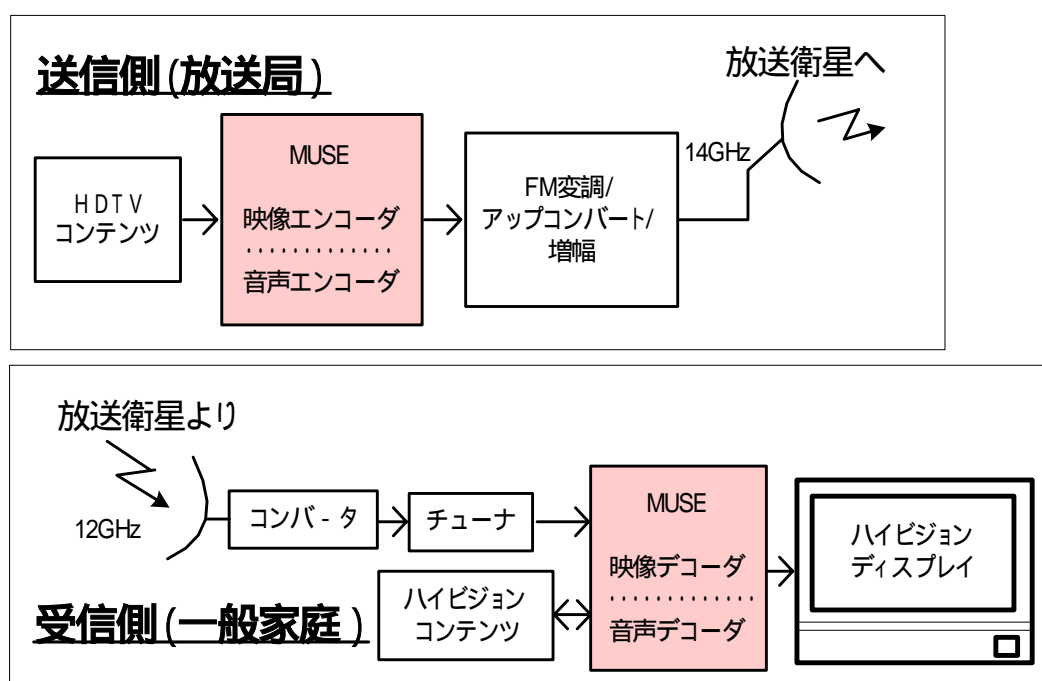 送信側(放送局)
放送衛星へ
HDTV
コンテンツ
MUSE
映像エンコーダ
音声エンコーダ
FM変調/
アップコンバート/
増幅
14GHz
放送衛星より
12GHz
コンバ-タ
チューナ
ハイビジョン
コンテンツ
MUSE
映像デコーダ
音声デコーダ
ハイビジョン
ディスプレイ
受信側(一般家庭)